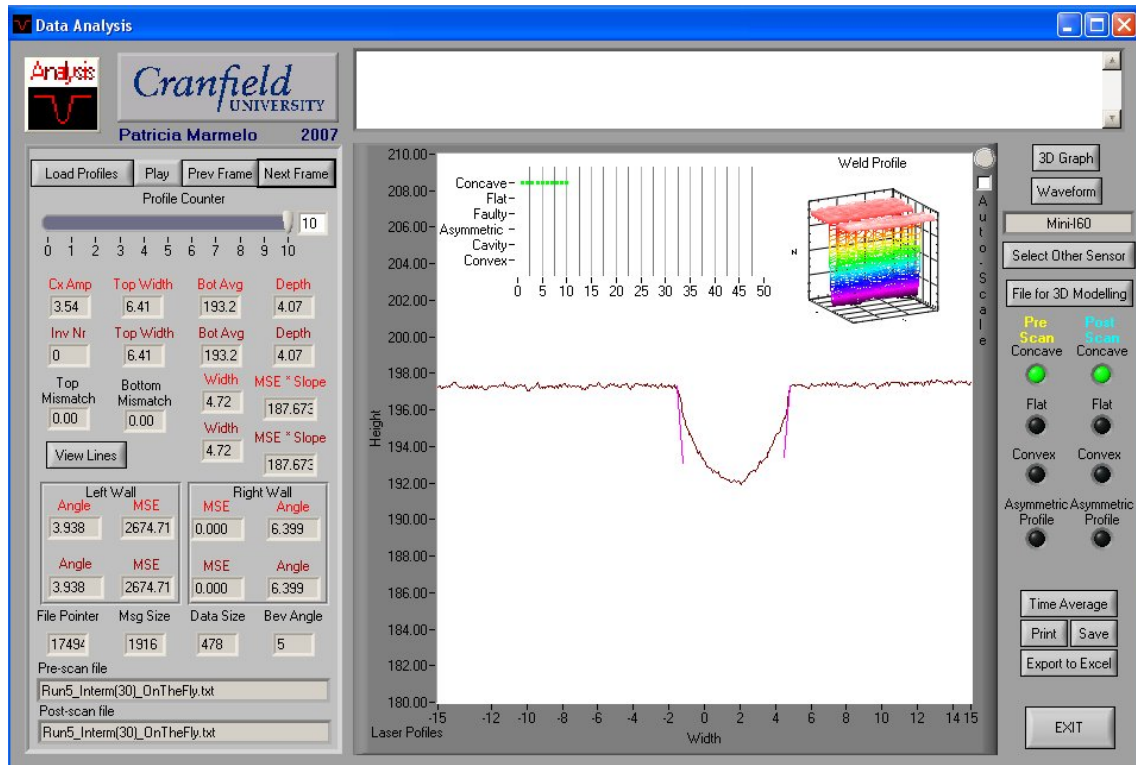 Data Analysis
Analysis
Cranfield
UNIVERSITY
Patricia Marmelo 2007
Load Profiles Play Prev Frame Next Frame
Profile Counter
10
0 1 2 3 4 5 6 7 8 9 10
Cx Amp Top Width Bot Avg Depth
3.54 6.41 193.2 4.07
Inv Nr Top Width Bot Avg Depth
0 6.41 193.2 4.07
Top Mismatch Bottom Mismatch Width MSE * Slope
0.00 0.00 4.72 187.673
Width MSE * Slope
4.72 187.673
View Lines
Left Wall Right Wall
Angle MSE MSE Angle
3.938 2674.71 0.000 6.399
Angle MSE MSE Angle
3.938 2674.71 0.000 6.399
File Pointer Msg Size Data Size Bev Angle
17494 1916 478 5
Pre-scan file
Run5_Interm(30)_OnTheFly.txt
Post-scan file
Run5_Interm(30)_OnTheFly.txt
210.00
208.00
206.00
204.00
202.00
200.00
198.00
196.00
194.00
192.00
190.00
188.00
186.00
184.00
182.00
180.00
Height
-15 -12 -10 -8 -6 -4 -2 0 2 4 6 8 10 12 14 15
Width
Laser Pofiles
Concave
Flat
Faulty
Asymmetric
Cavity
Convex
0 5 10 15 20 25 30 35 40 45 50
Weld Profile
Z
Auto-Scale
3D Graph
Waveform
Mini-I60
Select Other Sensor
File for 3D Modelling
Pre Scan Post Scan
Concave Concave
Flat Flat
Convex Convex
Asymmetric Profile Asymmetric Profile
Time Average
Print Save
Export to Excel
EXIT